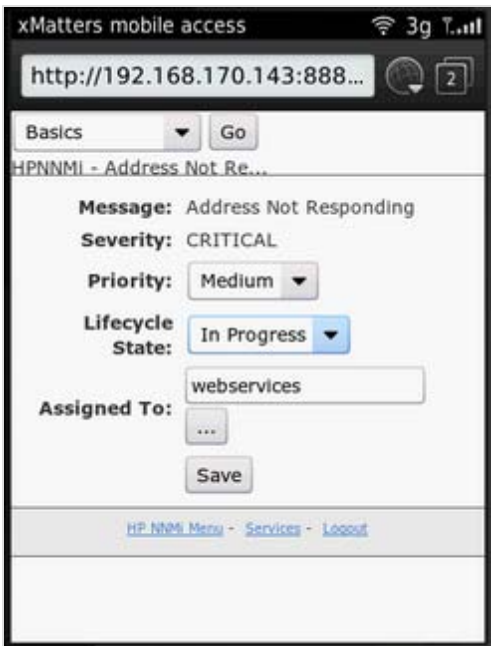 xMatters mobile access 3g
http://192.168.170.143:888... 2
Basics Go
HPNNMi - Address Not Re...
Message: Address Not Responding
Severity: CRITICAL
Priority: Medium
Lifecycle
State: In Progress
webservices
Assigned To:
...
Save
HP NNMi Menu - Services - Logout